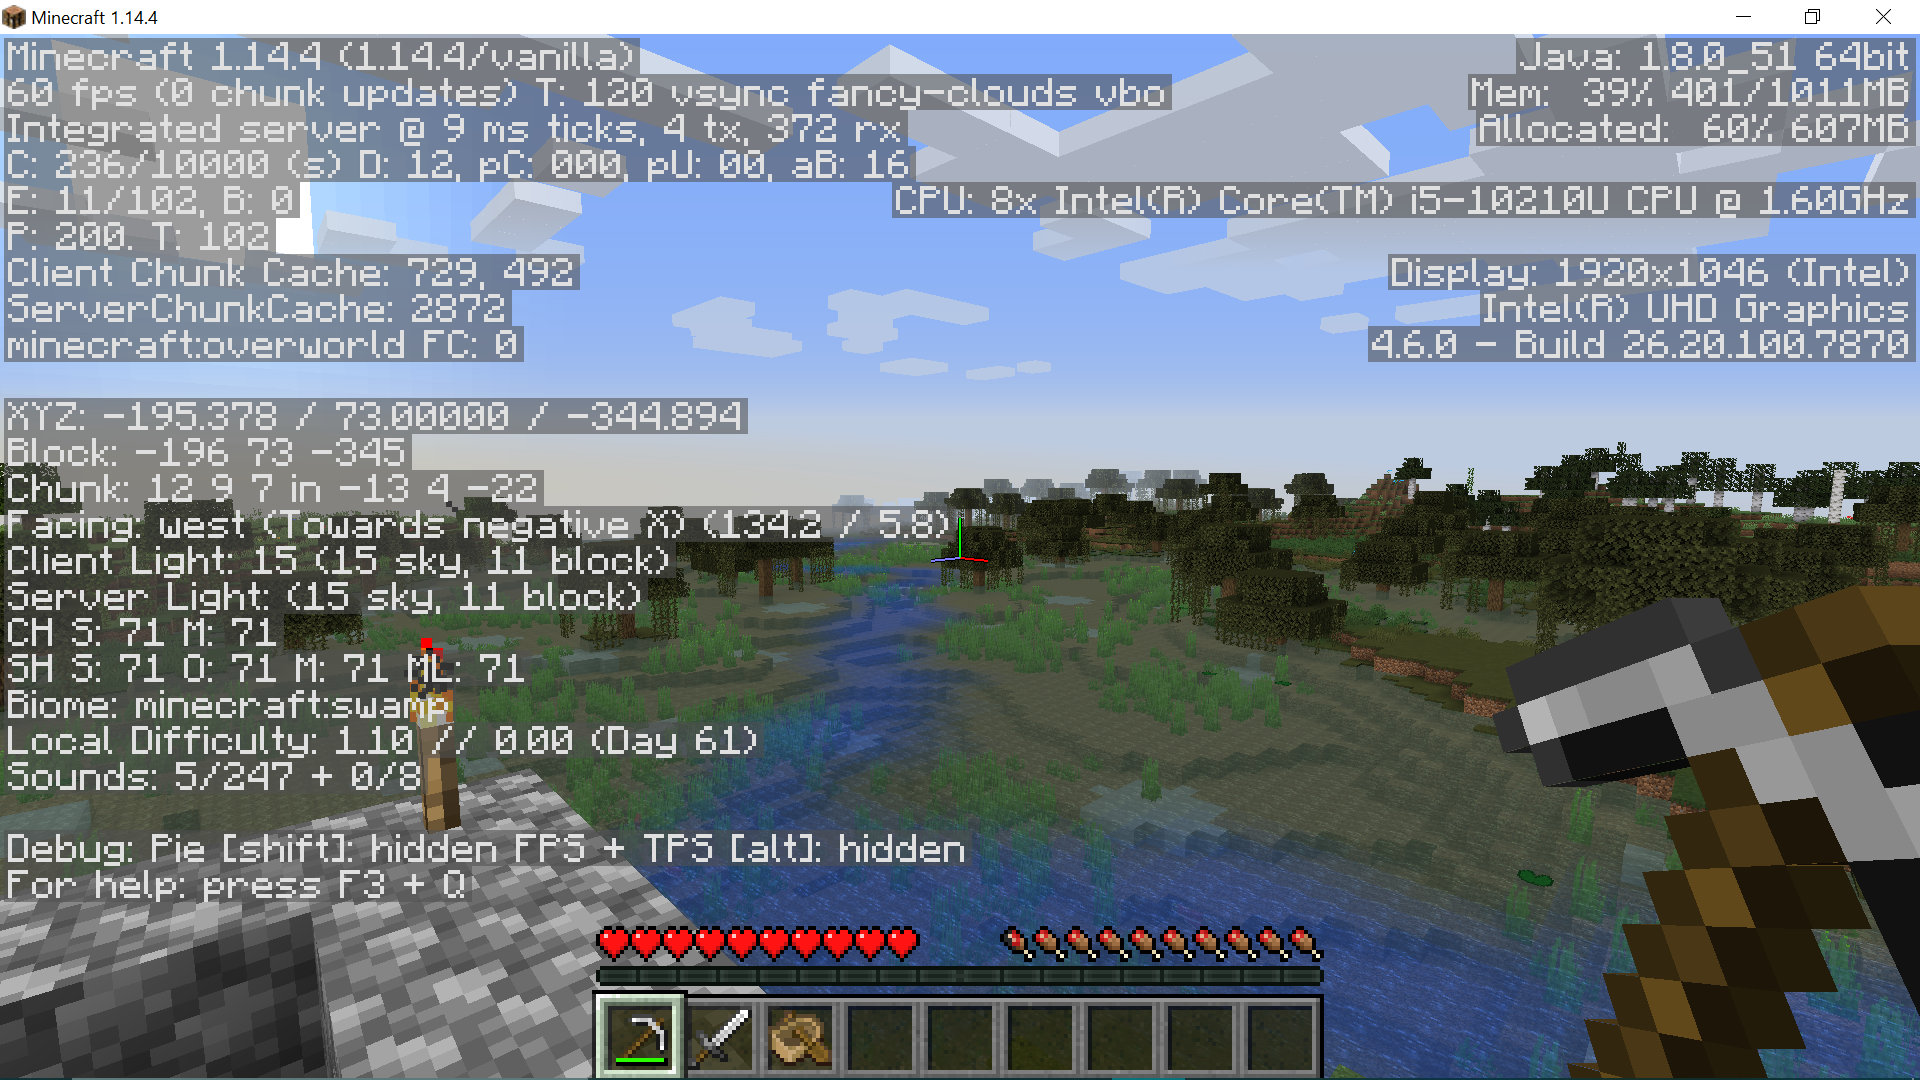 Minecraft 1.14.4
Minecraft 1.14.4 (1.14.4/vanilla)
60 fps (0 chunk updates) T: 120 vsync fancy-clouds vbo
Integrated server @ 9 ms ticks, 4 tx, 372 rx
C: 236/10000 (s) D: 12, pC: 000, pU: 00, aB: 16
E: 11/102, B: 0
P: 200. T: 102
Client Chunk Cache: 729, 492
ServerChunkCache: 2872
minecraft:overworld FC: 0
XYZ: -195.378 / 73.00000 / -344.894
Block: -196 73 -345
Chunk: 12 9 7 in -13 4 -22
Facing: west (Towards negative X) (134.2 / 5.8)
Client Light: 15 (15 sky, 11 block)
Server Light: (15 sky, 11 block)
CH S: 71 M: 71
SH S: 71 O: 71 M: 71 ML: 71
Biome: minecraft:swamp
Local Difficulty: 1.10 // 0.00 (Day 61)
Sounds: 5/247 + 0/8
Debug: Pie [shift]: hidden FPS + TPS [alt]: hidden
For help: press F3 + Q
Java: 1.8.0_51 64bit
Mem: 39% 401/1011MB
Allocated: 60% 607MB
CPU: 8x Intel(R) Core(TM) i5-10210U CPU @ 1.60GHz
Display: 1920x1046 (Intel)
Intel(R) UHD Graphics
4.6.0 - Build 26.20.100.7870